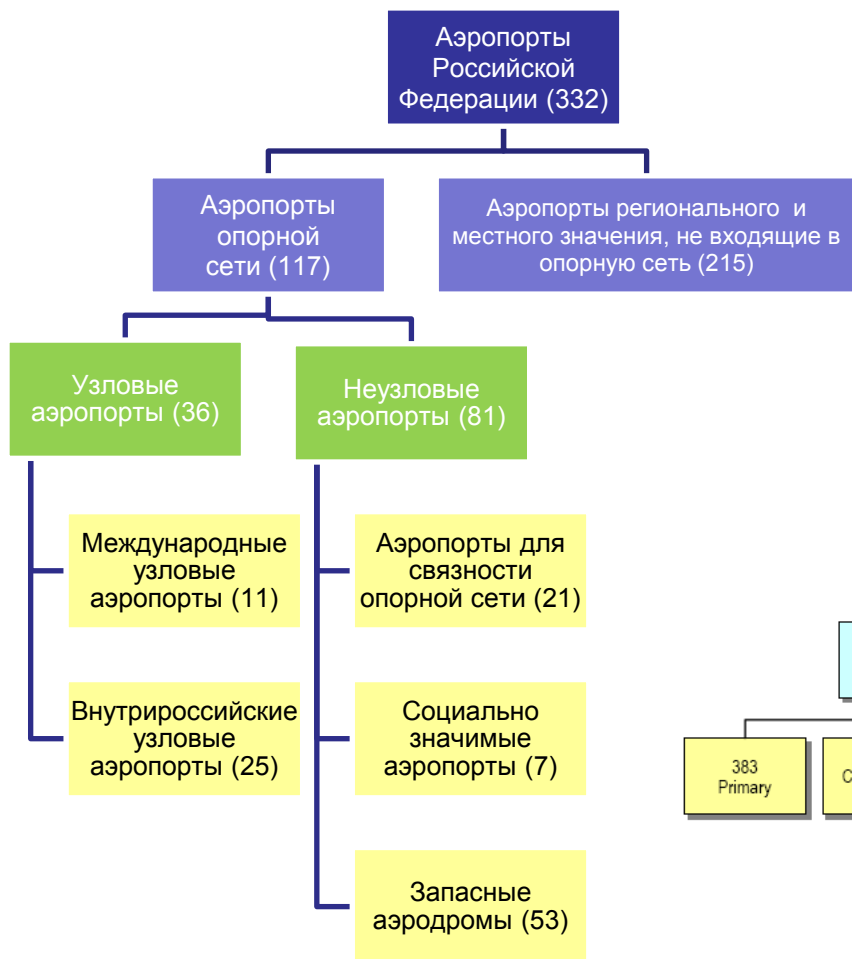 Аэропорты
Российской
Федерации (332)
Аэропорты
опорной
сети (117)
Аэропорты регионального и
местного значения, не входящие в
опорную сеть (215)
Узловые
аэропорты (36)
Неузловые
аэропорты (81)
Международные
узловые
аэропорты (11)
Аэропорты для
связности
опорной сети (21)
Внутрироссийские
узловые
аэропорты (25)
Социально
значимые
аэропорты (7)
Запасные
аэродромы (53)
383
Primary